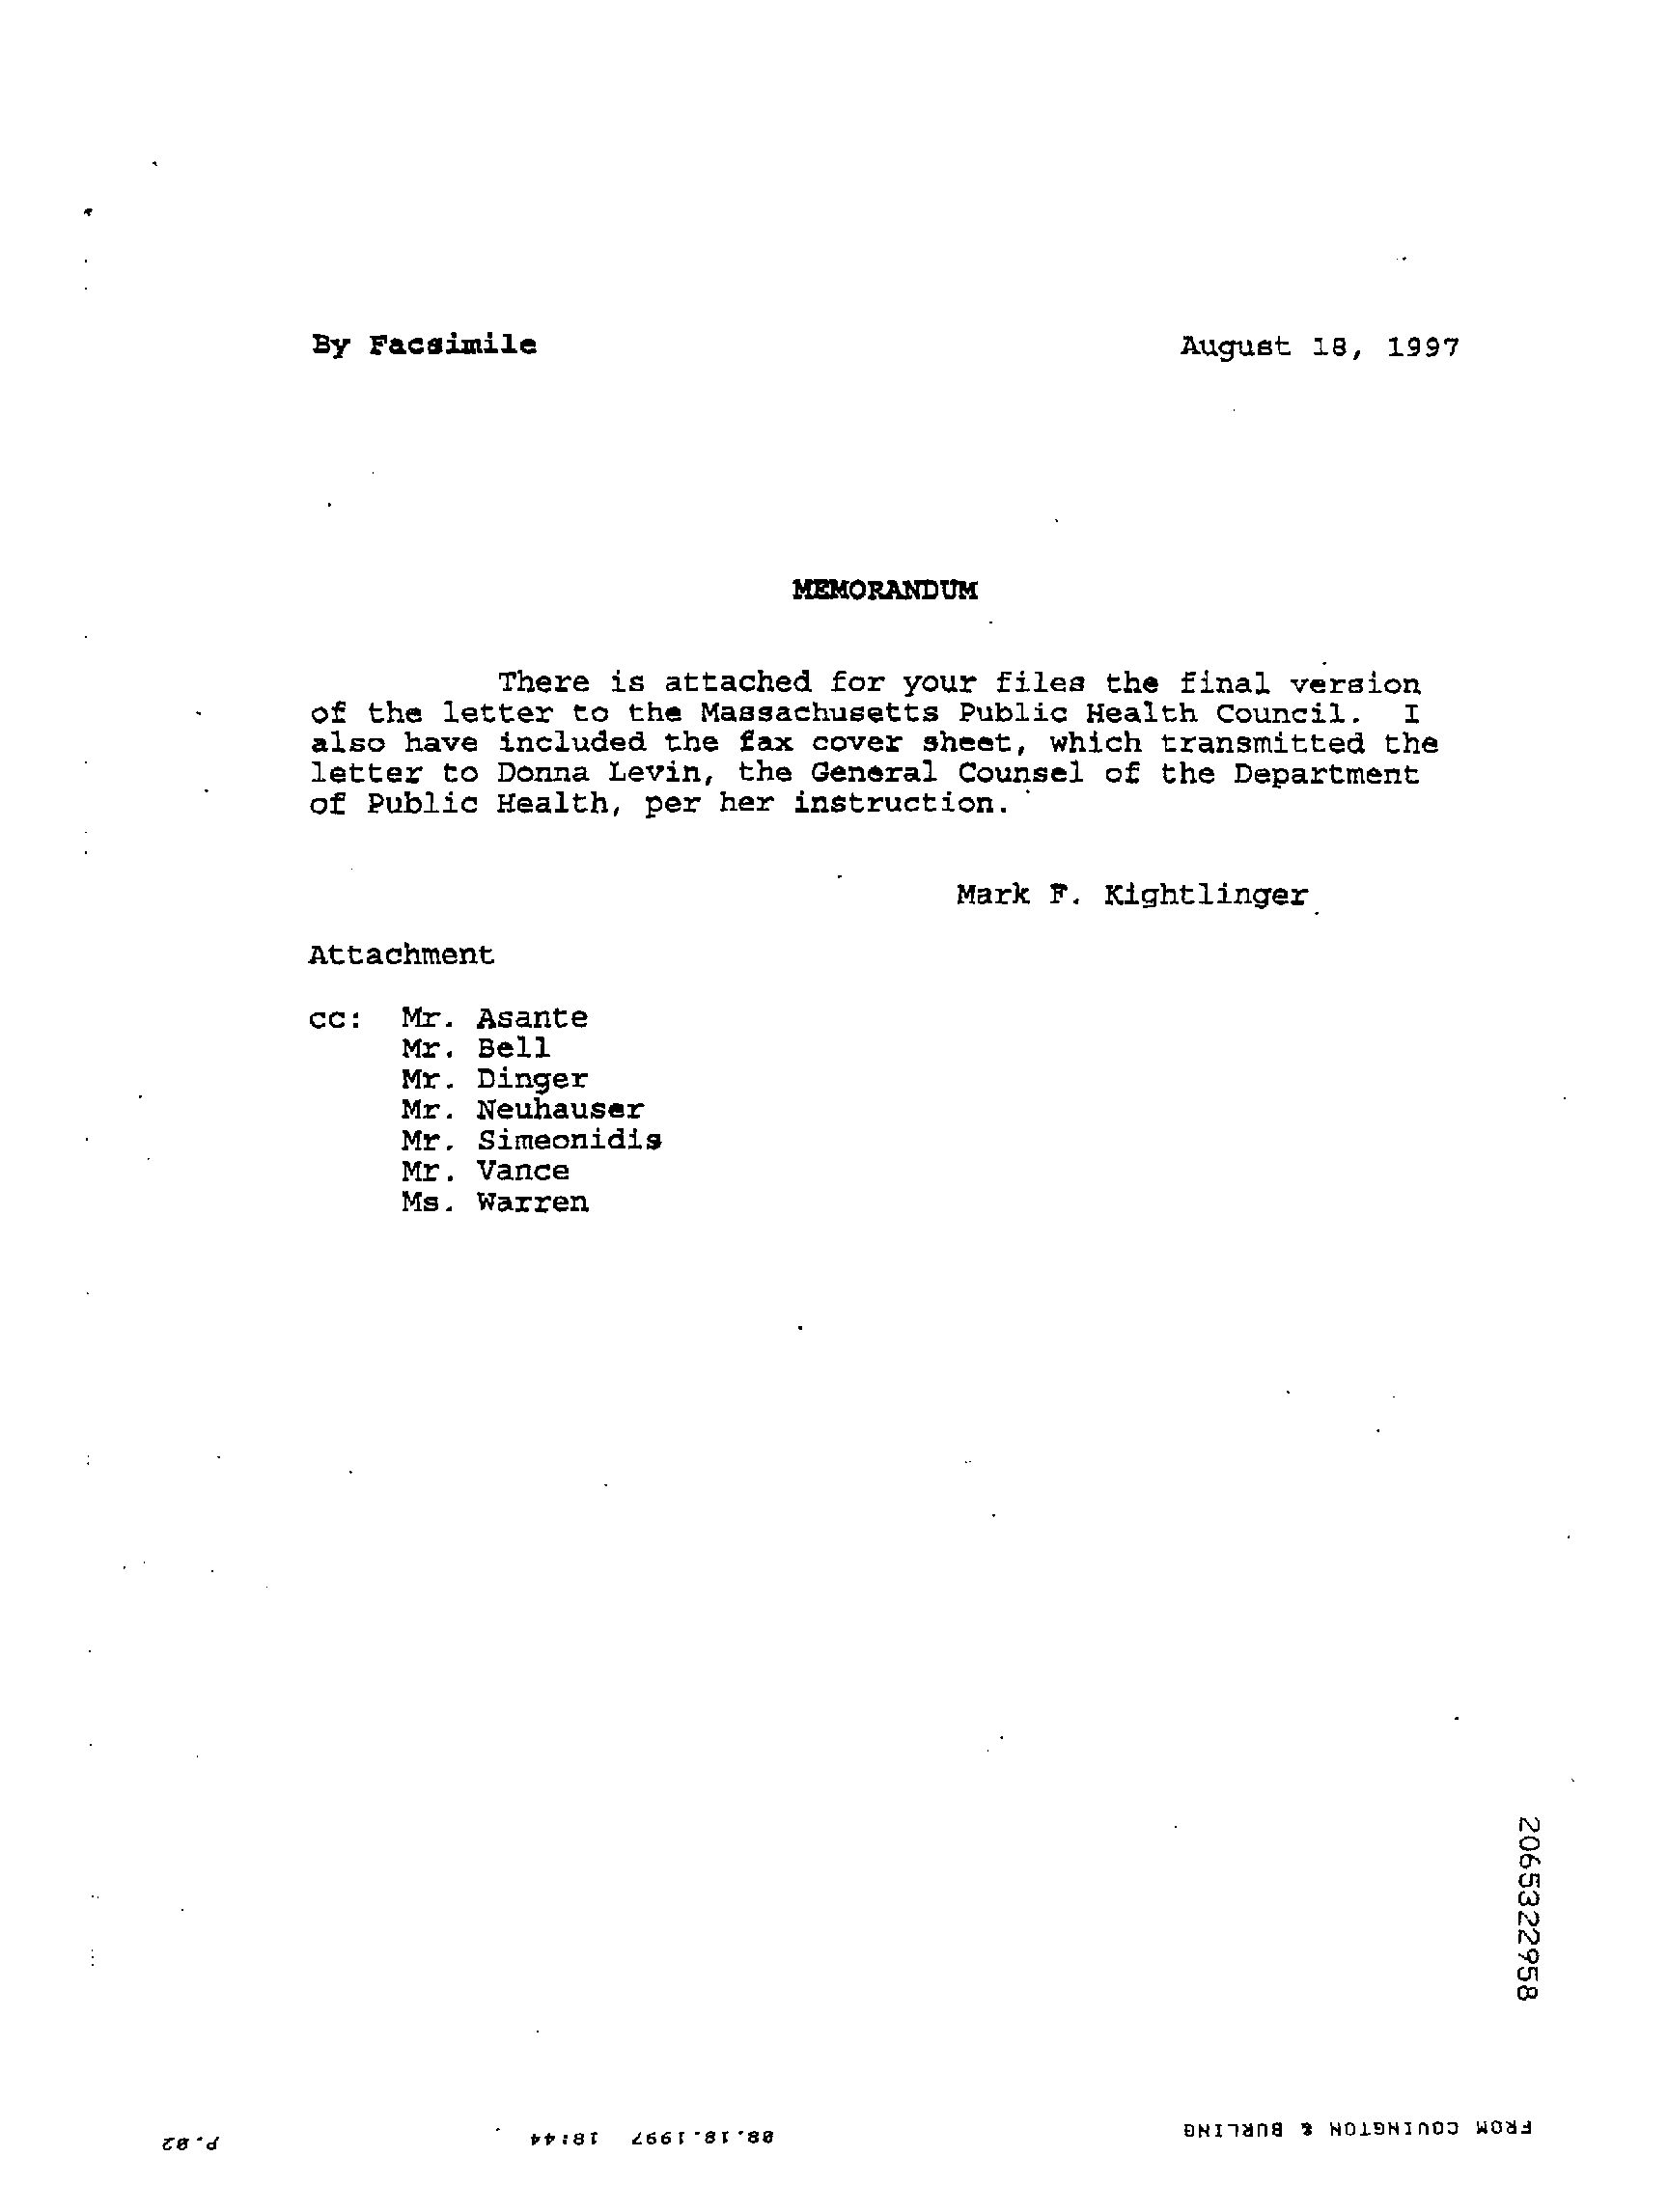 By Facsimile August 18, 1997
MEMORANDUM
There is attached for your files the final version
of the letter to the Massachusetts Public Health Council. I
also have included the fax cover sheet, which transmitted the
letter to Donna Levin, the General Counsel of the Department
of Public Health, per her instruction.
Mark F. Kightlinger
Attachment
cc: Mr. Asante
Mr. Bell
Mr. Dinger
Mr. Neuhauser
Mr. Simeonidis
Mr. Vance
Ms. Warren
2065322958
FROM COVINGTON & BURLING 08.18.1997 18:44 P.02